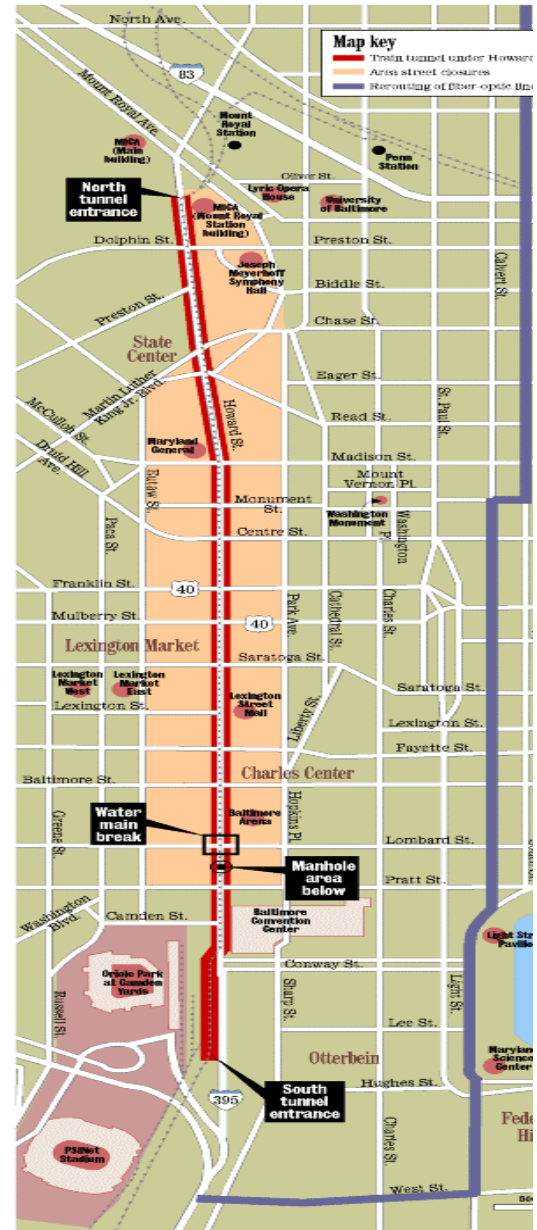 North Ave.
Map key
Train tunnel under Howard
Area street closures
Rerouting of fiber-optic line
83
Mount Royal Ave.
Mount
Royal
Station
MICA
(Main
building)
Penn
Station
Oliver St.
North
tunnel
entrance
Lyric Opera
House
University
of Baltimore
MICA
(Mount Royal
Station
building)
Dolphin St.
Preston St.
Joseph
Meyerhoff
Symphony
Hall
Calvert St.
Biddle St.
Preston St.
Chase St.
State
Center
Martin Luther
King Jr. Blvd.
Eager St.
St. Paul St.
McCulloh St.
Howard St.
Read St.
Druid Hill
Ave.
Maryland
General
Madison St.
Eutaw St.
Mount
Vernon Pl.
Monument
St.
Washington
Monument
Washington
Pl.
Paca St.
Centre St.
Franklin St.
40
Park Ave.
Cathedral St.
Charles St.
Mulberry St.
40
Lexington Market
Saratoga St.
Lexington
Market
West
Lexington
Market
East
Saratoga St.
Lexington
Street
Mall
Liberty St.
Lexington St.
Lexington St.
Fayette St.
Charles Center
Baltimore St.
Hopkins Pl.
Water
main
break
Baltimore
Arena
Greene St.
Lombard St.
Manhole
area
below
Pratt St.
Washington
Blvd.
Camden St.
Baltimore
Convention
Center
Light Str
Pavilio
Conway St.
Oriole Park
at Camden
Yards
Russell St.
Sharp St.
Light St.
Lee St.
Otterbein
Maryland
Science
Center
South
tunnel
entrance
Hughes St.
395
Charles St.
Fede
Hi
PSINet
Stadium
West St.